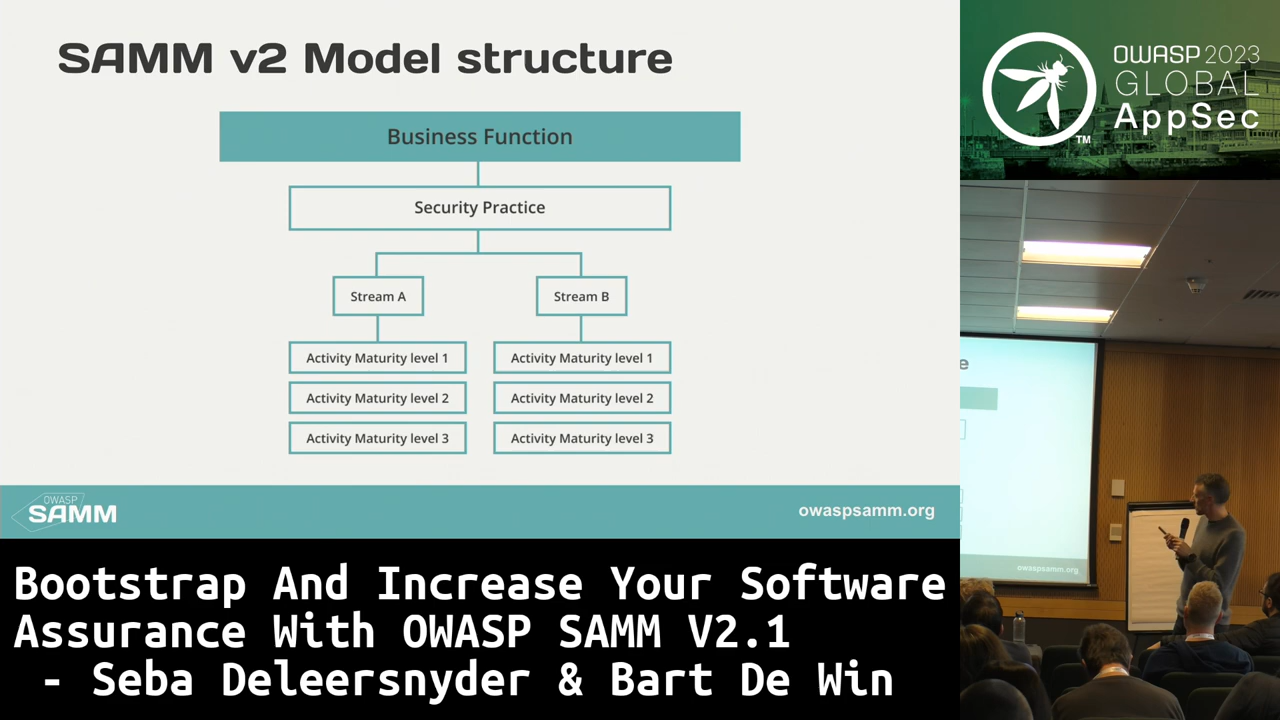 SAMM v2 Model structure
Business Function
Security Practice
Stream A
Stream B
Activity Maturity level 1
Activity Maturity level 1
Activity Maturity level 2
Activity Maturity level 2
Activity Maturity level 3
Activity Maturity level 3
OWASP
SAMM
owaspsamm.org
OWASP 2023
GLOBAL
AppSec
TM
e
owaspsamm.org
Bootstrap And Increase Your Software
Assurance With OWASP SAMM V2.1
- Seba Deleersnyder & Bart De Win